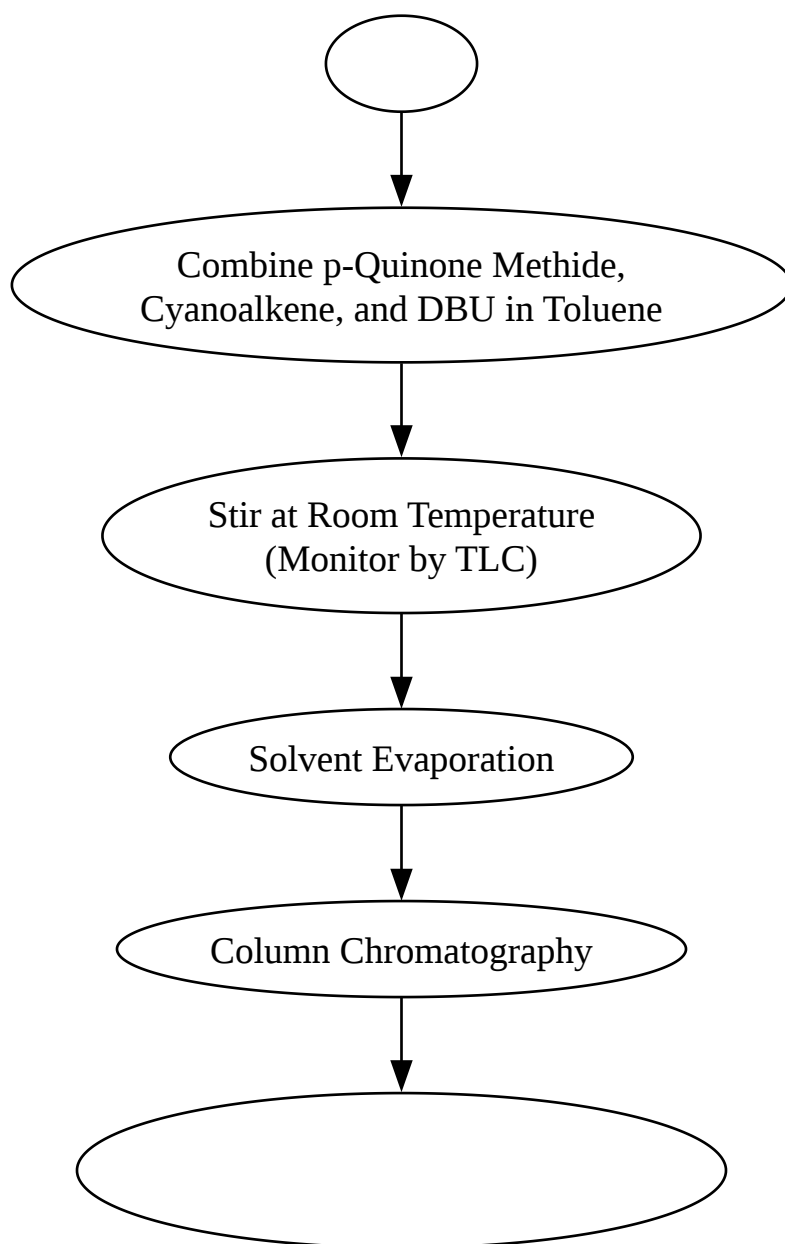 Combine p-Quinone Methide,
Cyanoalkene, and DBU in Toluene
Stir at Room Temperature
(Monitor by TLC)
Solvent Evaporation
Column Chromatography